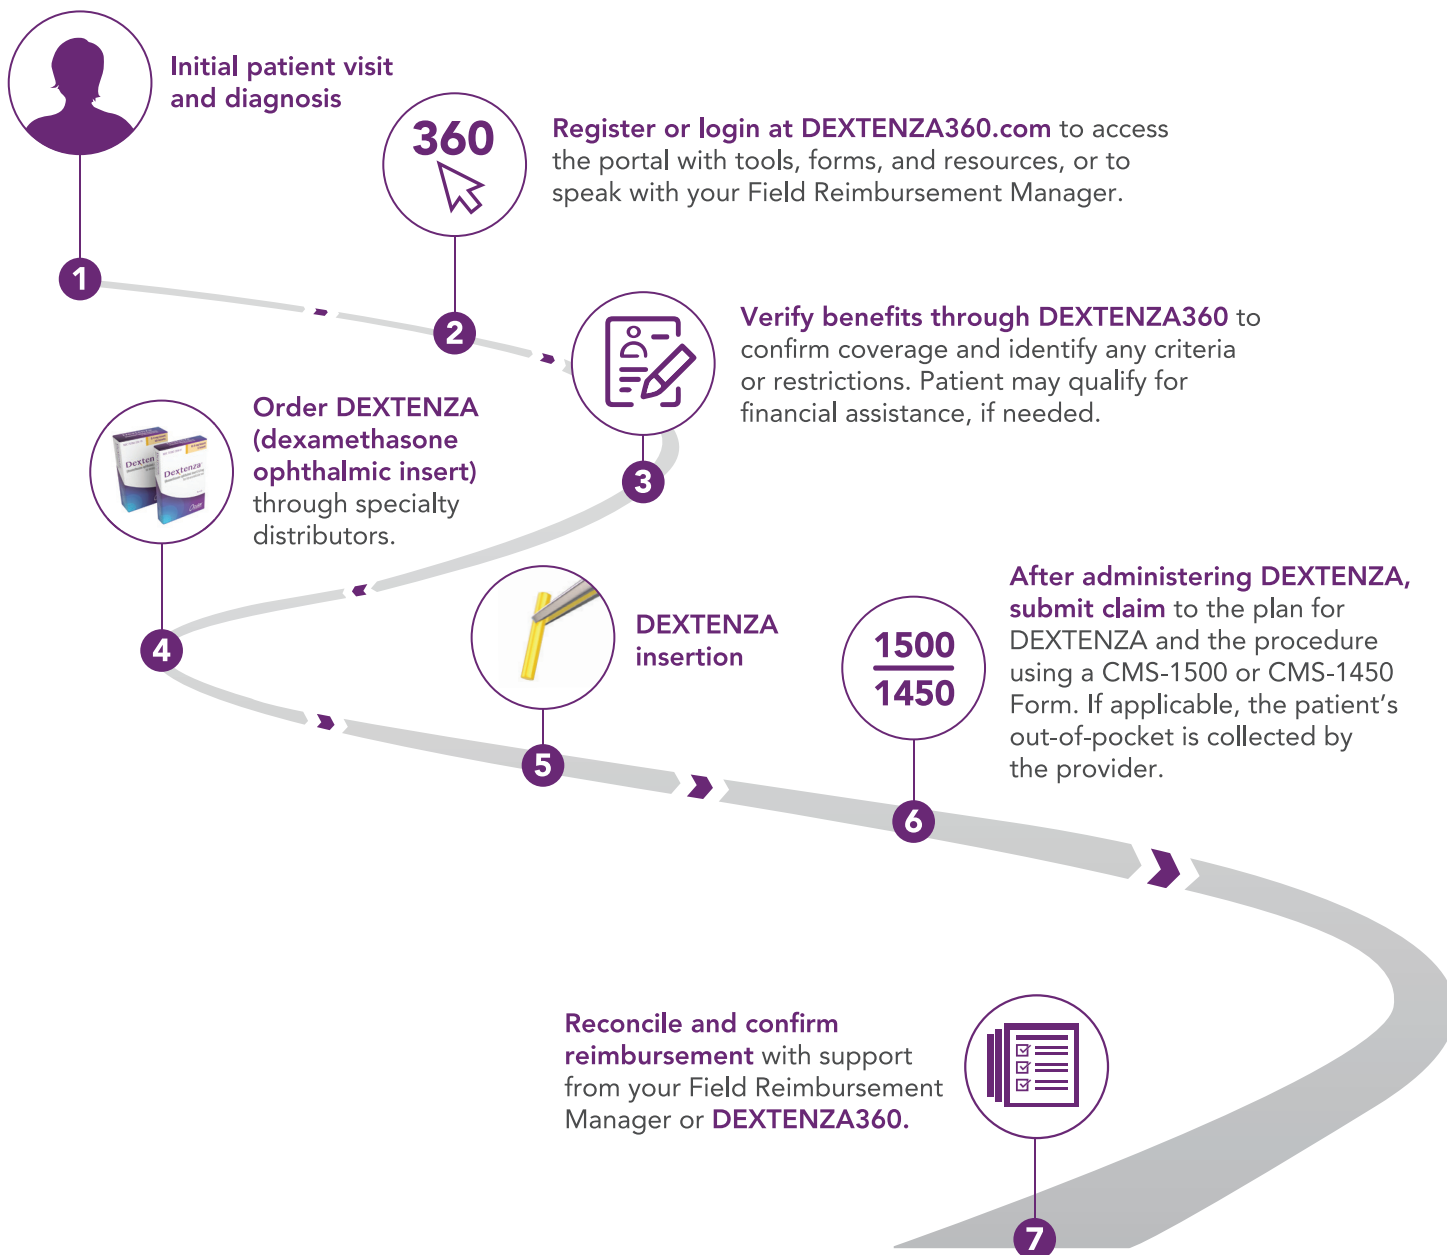 Initial patient visit
and diagnosis
1
360
Register or login at DEXTENZA360.com to access
the portal with tools, forms, and resources, or to
speak with your Field Reimbursement Manager.
2
Verify benefits through DEXTENZA360 to
confirm coverage and identify any criteria
or restrictions. Patient may qualify for
financial assistance, if needed.
3
Dextenza
Order DEXTENZA
(dexamethasone
ophthalmic insert)
through specialty
distributors.
4
DEXTENZA
insertion
5
1500
1450
After administering DEXTENZA,
submit claim to the plan for
DEXTENZA and the procedure
using a CMS-1500 or CMS-1450
Form. If applicable, the patient’s
out-of-pocket is collected by
the provider.
6
Reconcile and confirm
reimbursement with support
from your Field Reimbursement
Manager or DEXTENZA360.
7